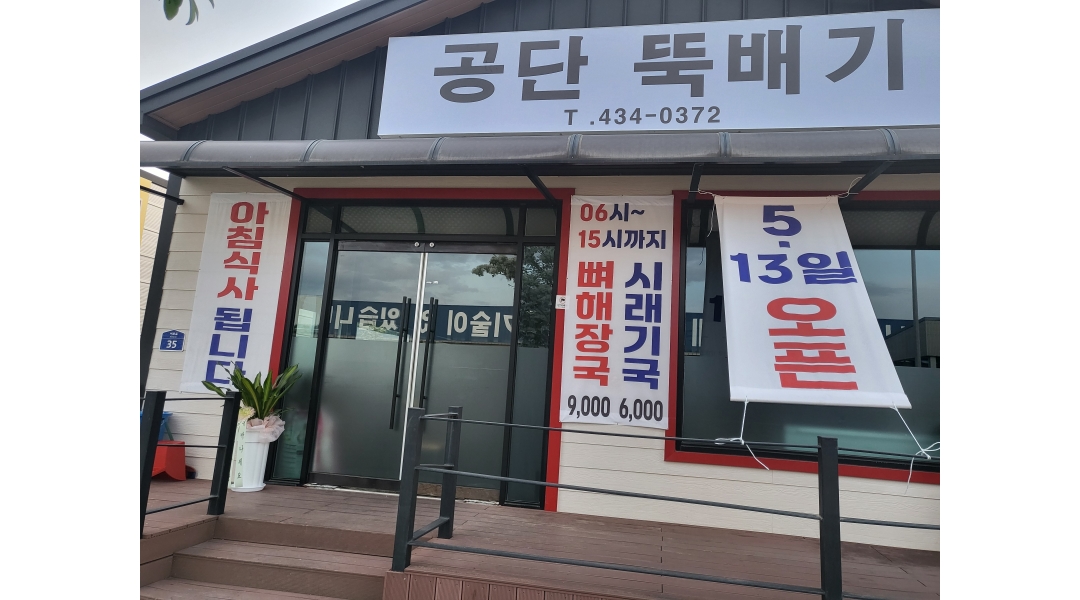 공단 뚝배기
T.434-0372
아침식사 됩니다
06시~
15시까지
뼈해장국
9,000
시래기국
6,000
5.
13일
오픈
35